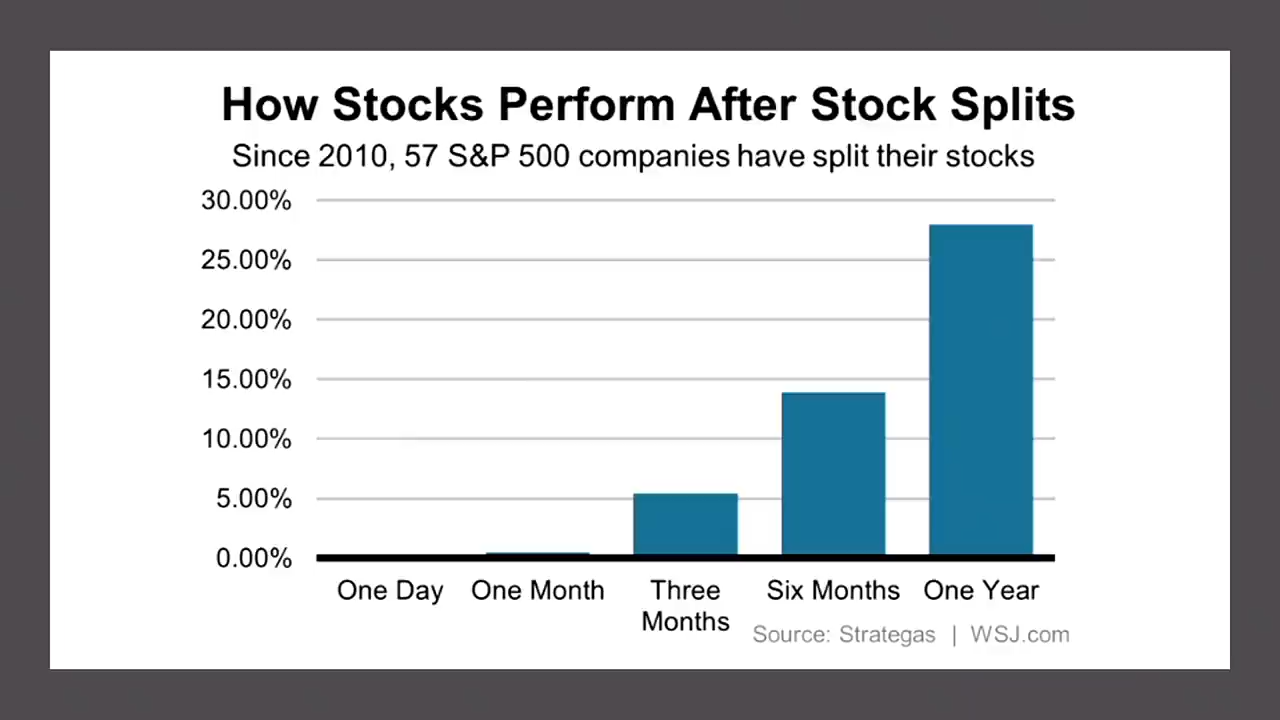 How Stocks Perform After Stock Splits
Since 2010, 57 S&P 500 companies have split their stocks
30.00%
25.00%
20.00%
15.00%
10.00%
5.00%
0.00%
One Day
One Month
Three
Months
Six Months
One Year
Source: Strategas | WSJ.com